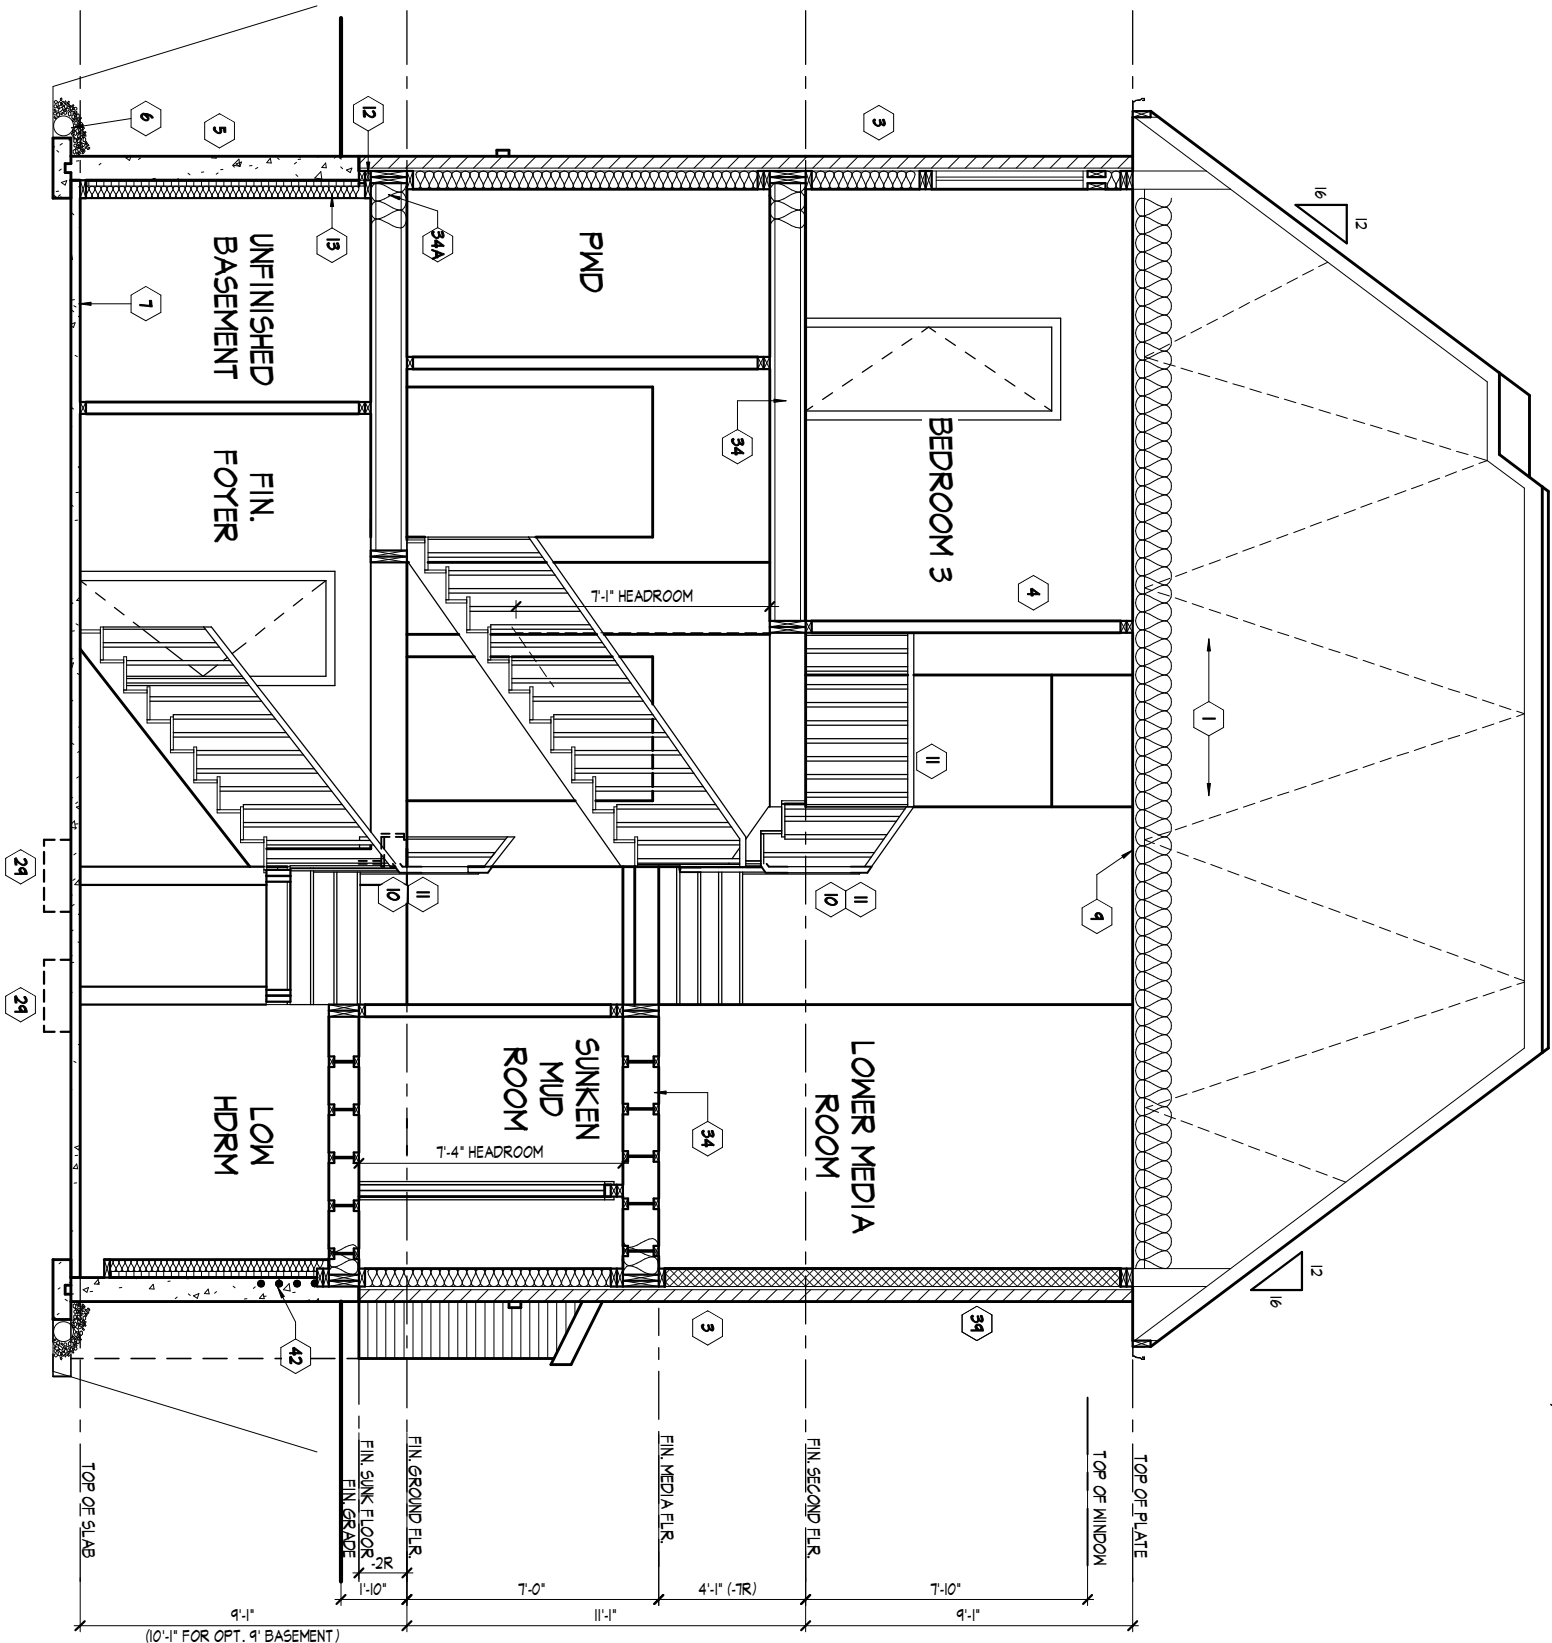 16
12
12
16
1
9
3
BEDROOM 3
4
11
11
10
LOWER MEDIA
ROOM
39
3
34
PWD
7'-1" HEADROOM
34
SUNKEN
MUD
ROOM
7'-4" HEADROOM
12
34A
11
10
5
6
13
7
UNFINISHED
BASEMENT
FIN.
FOYER
LOW
HDRM
42
29
29
TOP OF PLATE
TOP OF WINDOW
FIN. SECOND FLR.
FIN. MEDIA FLR.
FIN. GROUND FLR.
FIN. SUNK FLOOR
FIN. GRADE
TOP OF SLAB
-2R
1'-10"
7'-0"
4'-1" (-7R)
7'-10"
9'-1"
(10'-1" FOR OPT. 9' BASEMENT)
11'-1"
9'-1"